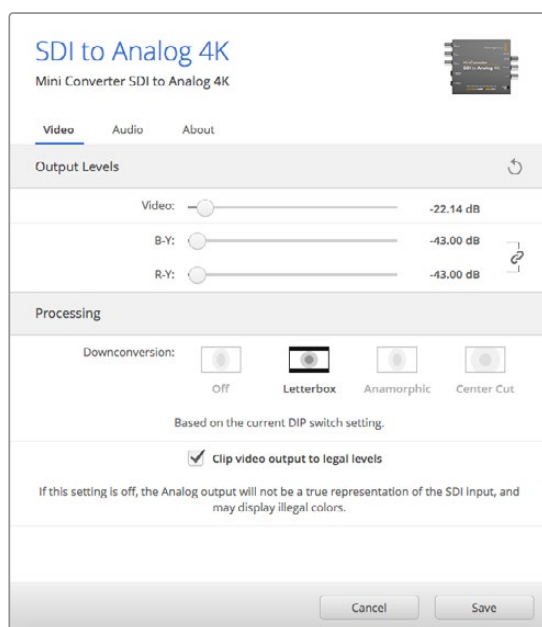 SDI to Analog 4K
Mini Converter SDI to Analog 4K
Video Audio About
Output Levels
Video: -22.14 dB
B-Y: -43.00 dB
R-Y: -43.00 dB
Processing
Downconversion:
Off Letterbox Anamorphic Center Cut
Based on the current DIP switch setting.
Clip video output to legal levels
If this setting is off, the Analog output will not be a true representation of the SDI input, and
may display illegal colors.
Cancel Save